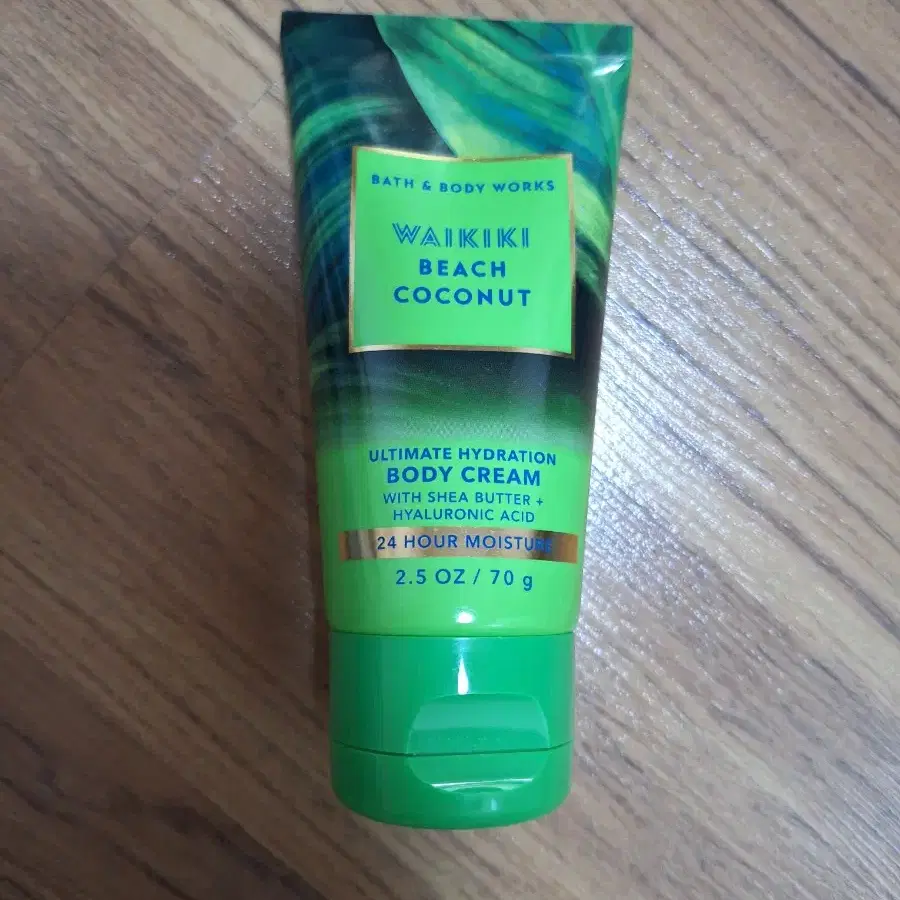 BATH & BODY WORKS
WAIKIKI
BEACH
COCONUT
ULTIMATE HYDRATION
BODY CREAM
WITH SHEA BUTTER +
HYALURONIC ACID
24 HOUR MOISTURE
2.5 OZ / 70 g